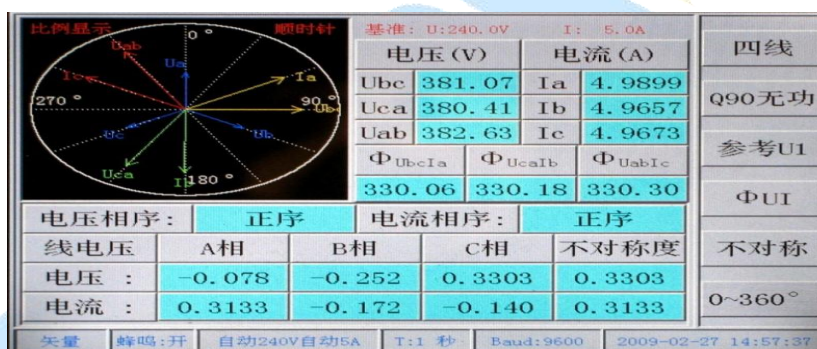 比例显示 顺时针
0°
Uab
Ua
Ic
Ia
270°
90°
Ubc
Uc
Ub
Uca
Ib
180°
基准: U:240.0V I: 5.0A
电压(V) 电流(A)
Ubc 381.07 Ia 4.9899
Uca 380.41 Ib 4.9657
Uab 382.63 Ic 4.9673
ΦUbcIa ΦUcaIb ΦUabIc
330.06 330.18 330.30
电压相序: 正序 电流相序: 正序
线电压 A相 B相 C相 不对称度
电压 : -0.078 -0.252 0.3303 0.3303
电流 : 0.3133 -0.172 -0.140 0.3133
四线
Q90无功
参考U1
ΦUI
不对称
0~360°
矢量 蜂鸣:开 自动240V自动5A T:1 秒 Baud:9600 2009-02-27 14:57:37